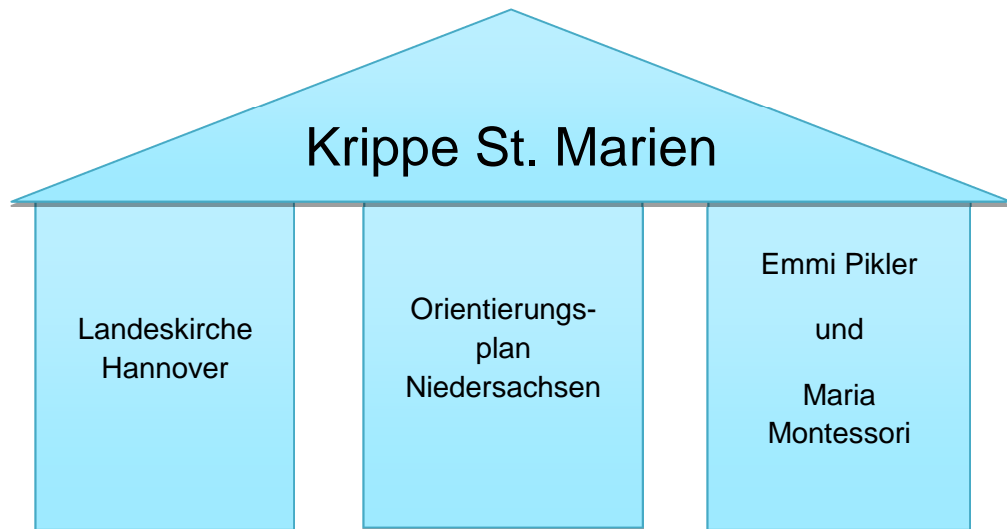 Krippe St. Marien
Landeskirche
Hannover
Orientierungs-
plan
Niedersachsen
Emmi Pikler
und
Maria
Montessori